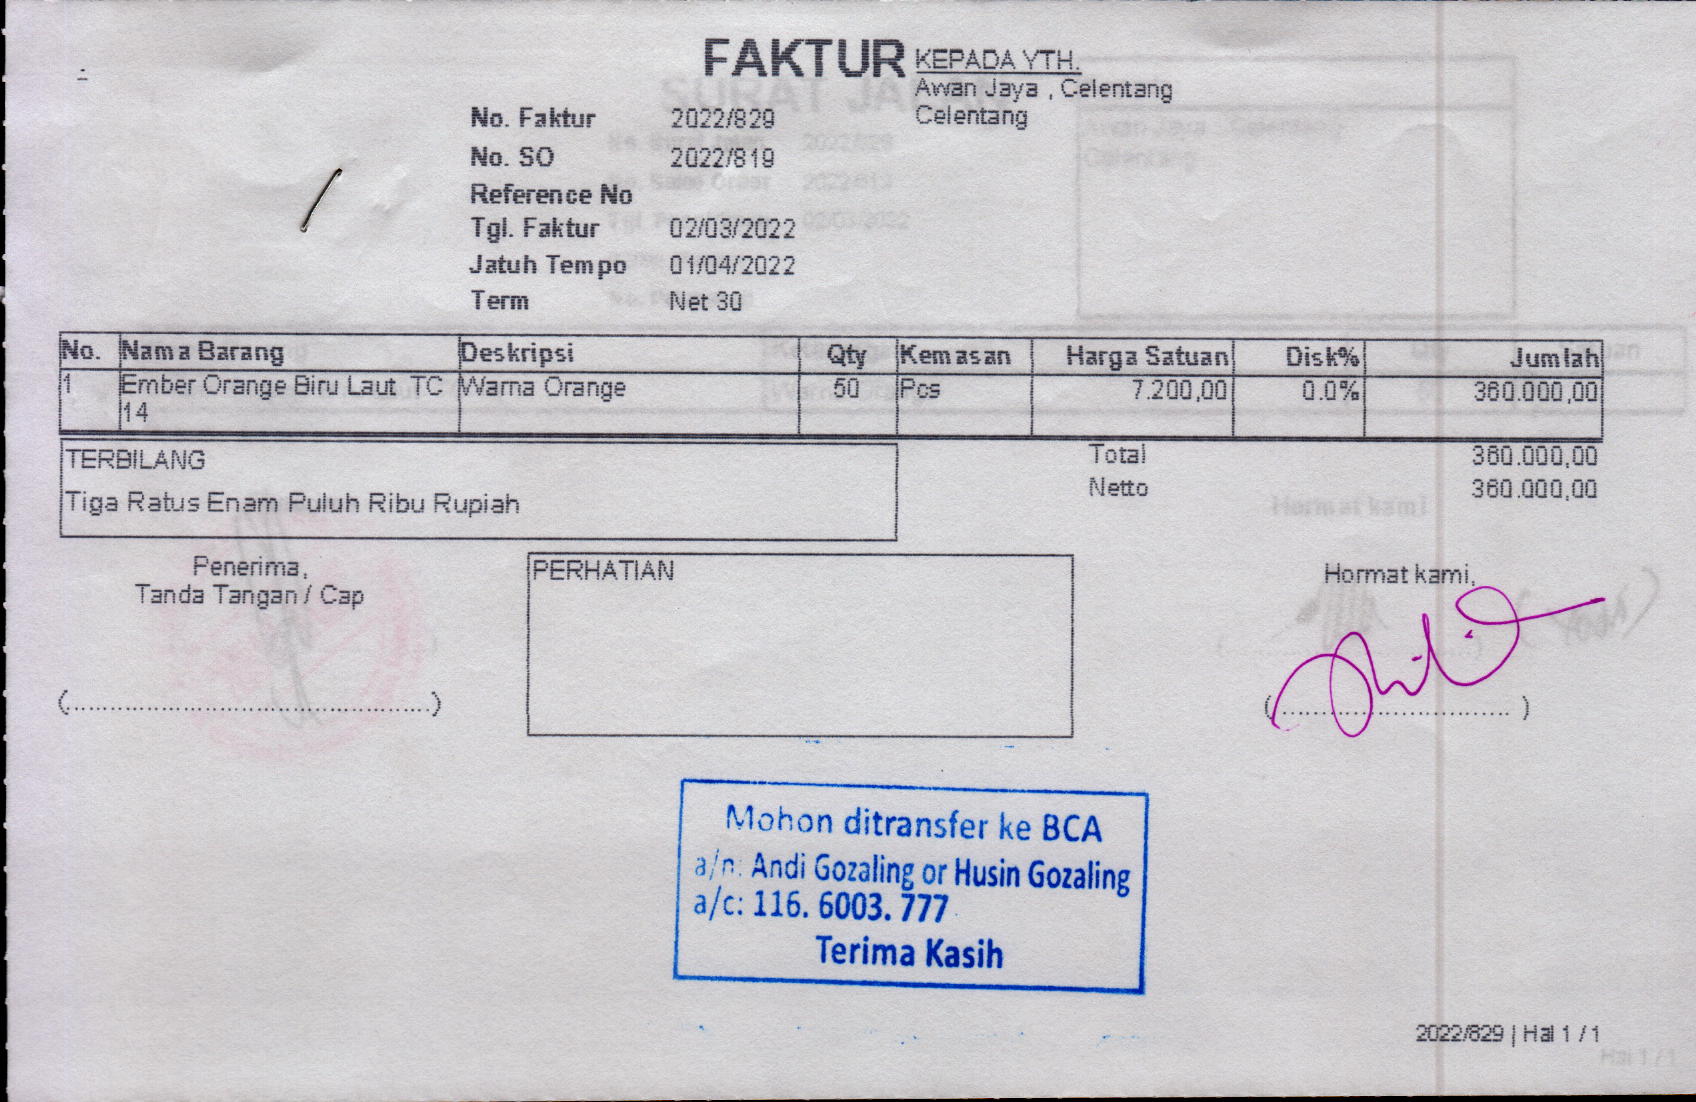 FAKTUR
KEPADA YTH.
Awan Jaya , Celentang
Celentang
No. Faktur 2022/829
No. SO 2022/819
Reference No
Tgl. Faktur 02/03/2022
Jatuh Tempo 01/04/2022
Term Net 30
No. Nama Barang Deskripsi Qty Kemasan Harga Satuan Disk% Jumlah
1 Ember Orange Biru Laut TC Warna Orange 50 Pcs 7.200,00 0.0% 360.000,00
14
TERBILANG
Tiga Ratus Enam Puluh Ribu Rupiah
Total 360.000,00
Netto 360.000,00
Penerima,
Tanda Tangan / Cap
(..............................................)
PERHATIAN
Hormat kami,
(.............................. )
Mohon ditransfer ke BCA
a/n: Andi Gozaling or Husin Gozaling
a/c: 116. 6003. 777
Terima Kasih
2022/829 | Hal 1 / 1